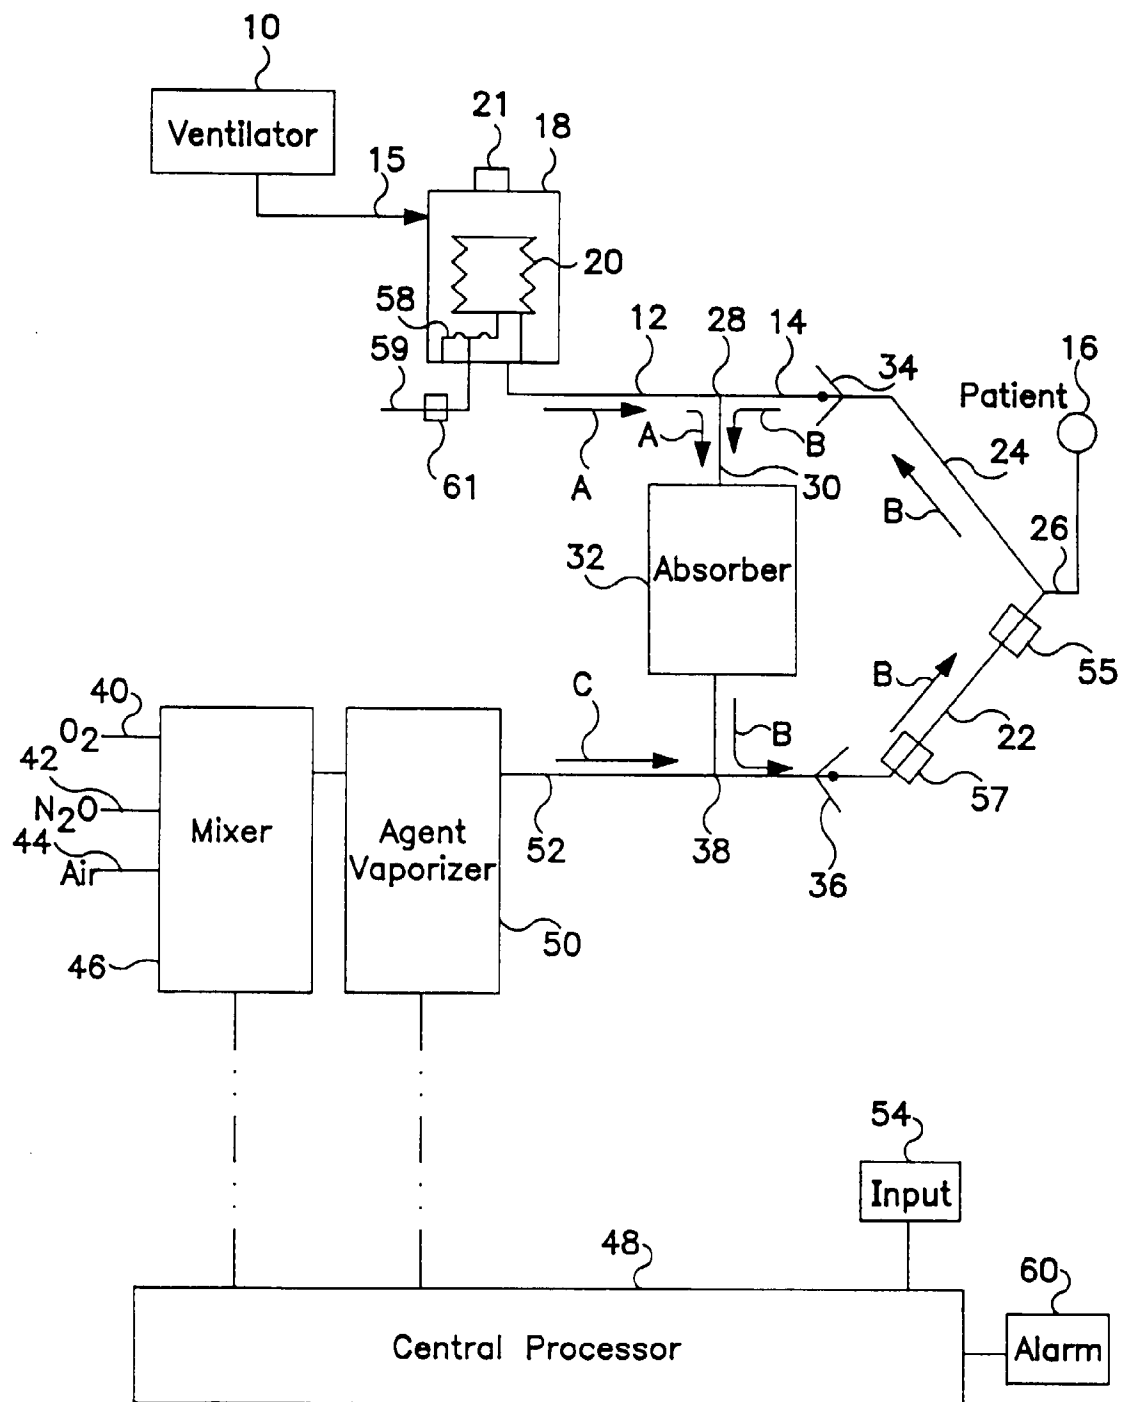 10
Ventilator
21
18
15
20
58
59
61
12
28
14
34
16
Patient
A
A
B
30
24
B
26
32
Absorber
55
B
22
57
C
B
40
O2
42
N2O
44
Air
Mixer
Agent
Vaporizer
52
38
36
46
50
54
Input
48
60
Central Processor
Alarm